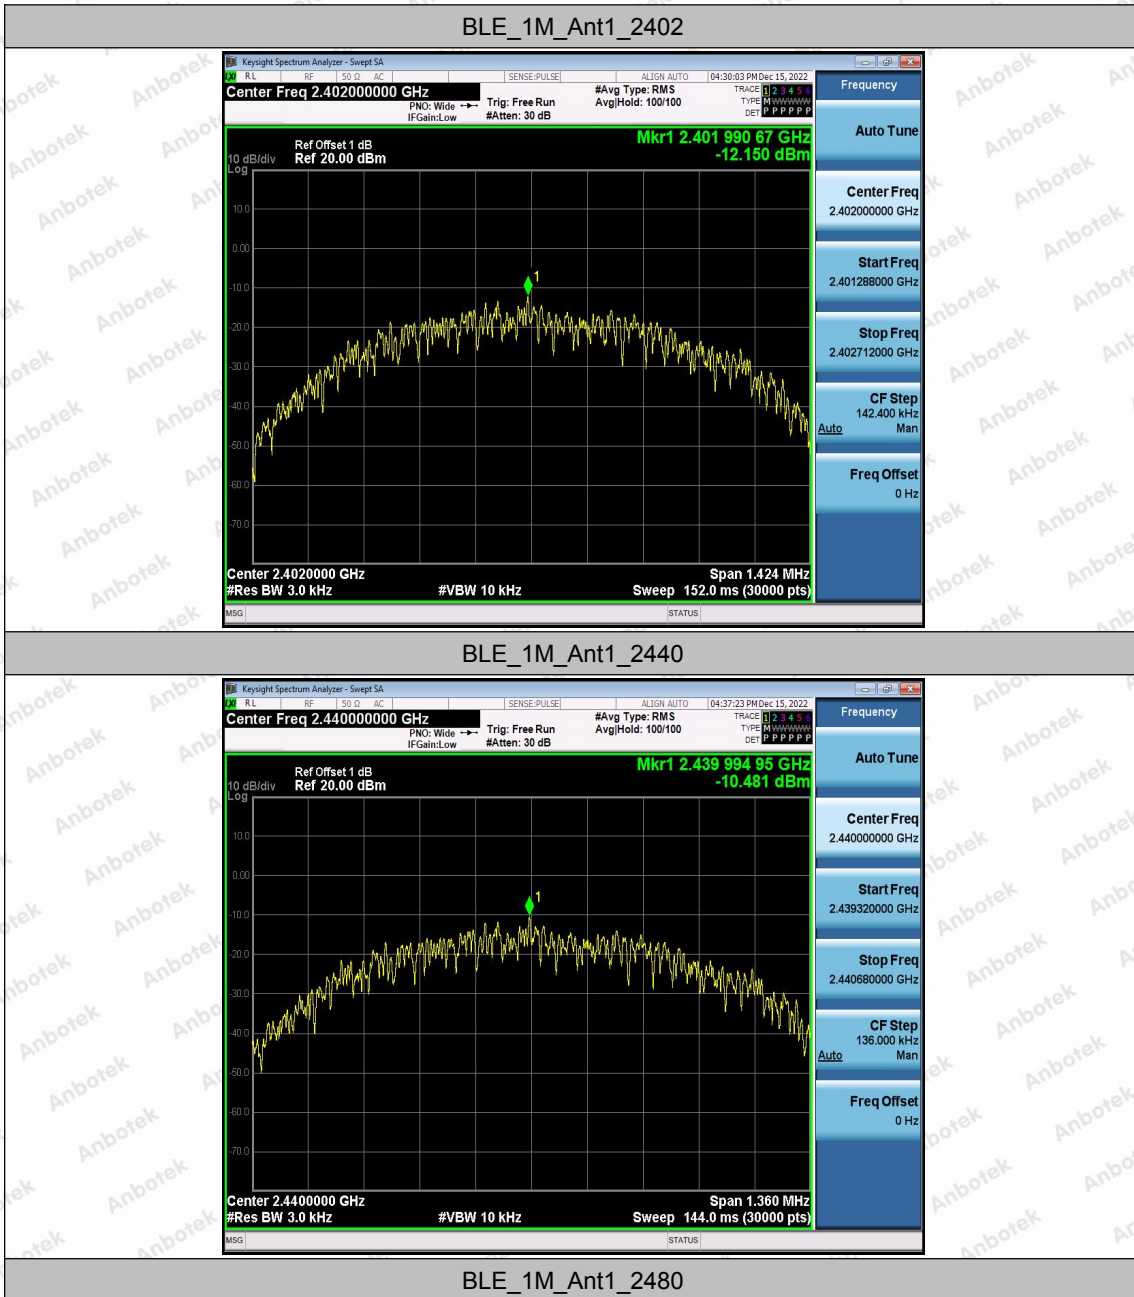 BLE_1M_Ant1_2402
Keysight Spectrum Analyzer - Swept SA
LXI RL RF 50 Ω AC SENSE:PULSE ALIGN AUTO 04:30:03 PM Dec 15, 2022
Center Freq 2.402000000 GHz #Avg Type: RMS TRACE 1 2 3 4 5 6
PNO: Wide Trig: Free Run Avg|Hold: 100/100 TYPE M WWWWW
IFGain:Low #Atten: 30 dB DET P P P P P P
Mkr1 2.401 990 67 GHz
-12.150 dBm
Ref Offset 1 dB
10 dB/div Ref 20.00 dBm
Log
10.0
0.00
1
-10.0
-20.0
-30.0
-40.0
-50.0
-60.0
-70.0
Center 2.4020000 GHz Span 1.424 MHz
#Res BW 3.0 kHz #VBW 10 kHz Sweep 152.0 ms (30000 pts)
MSG STATUS
Frequency
Auto Tune
Center Freq
2.402000000 GHz
Start Freq
2.401288000 GHz
Stop Freq
2.402712000 GHz
CF Step
142.400 kHz
Auto Man
Freq Offset
0 Hz
BLE_1M_Ant1_2440
Keysight Spectrum Analyzer - Swept SA
LXI RL RF 50 Ω AC SENSE:PULSE ALIGN AUTO 04:37:23 PM Dec 15, 2022
Center Freq 2.440000000 GHz #Avg Type: RMS TRACE 1 2 3 4 5 6
PNO: Wide Trig: Free Run Avg|Hold: 100/100 TYPE M WWWWW
IFGain:Low #Atten: 30 dB DET P P P P P P
Mkr1 2.439 994 95 GHz
-10.481 dBm
Ref Offset 1 dB
10 dB/div Ref 20.00 dBm
Log
10.0
0.00
1
-10.0
-20.0
-30.0
-40.0
-50.0
-60.0
-70.0
Center 2.4400000 GHz Span 1.360 MHz
#Res BW 3.0 kHz #VBW 10 kHz Sweep 144.0 ms (30000 pts)
MSG STATUS
Frequency
Auto Tune
Center Freq
2.440000000 GHz
Start Freq
2.439320000 GHz
Stop Freq
2.440680000 GHz
CF Step
136.000 kHz
Auto Man
Freq Offset
0 Hz
BLE_1M_Ant1_2480